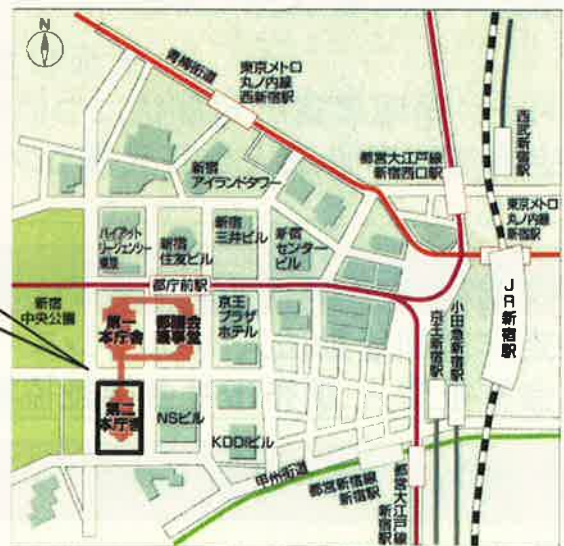 N
青梅街道
東京メトロ
丸ノ内線
西新宿駅
西武新宿駅
都営大江戸線
新宿西口駅
新宿
アイランドタワー
東京メトロ
丸ノ内線
新宿駅
ハイアット
リージェンシー
東京
新宿
住友ビル
新宿
三井ビル
新宿
センター
ビル
都庁前駅
JR新宿駅
新宿
中央公園
第一
本庁舎
都議会
議事堂
京王
プラザ
ホテル
小田急新宿駅
京王新宿駅
第二
本庁舎
NSビル
KDDIビル
甲州街道
都営新宿線
新宿駅
都営大江戸線
新宿駅